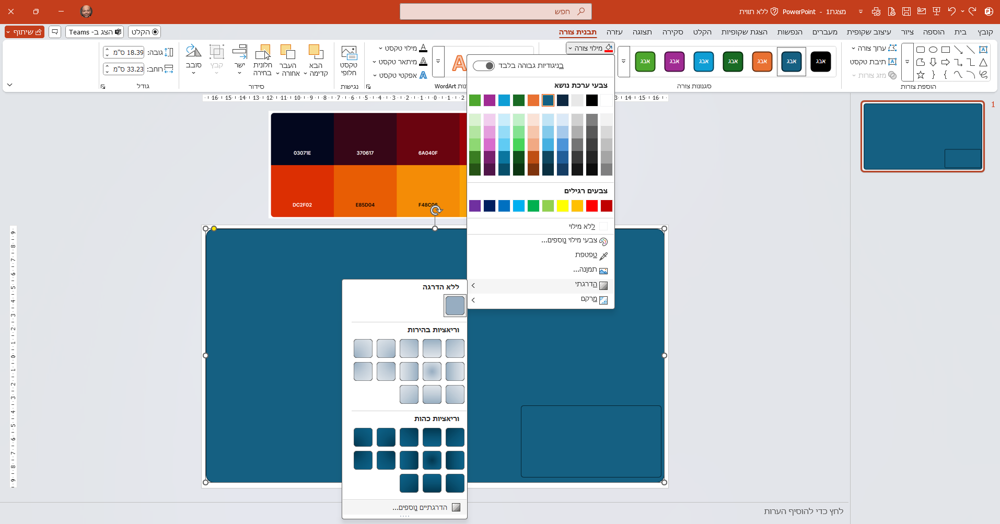 מצגת1 - PowerPoint
ללא תווית
חפש
קובץ
בית
הוספה
ציור
עיצוב שקופית
מעברים
הנפשות
הצגת שקופיות
הקלט
סקירה
תצוגה
עזרה
תבנית צורה
הקלט
הצג ב- Teams
שיתוף
ערוך צורה
תיבת טקסט
מזג צורות
הוספת צורות
אבג
אבג
אבג
אבג
אבג
אבג
אבג
סגנונות צורה
מילוי צורה
מילוי טקסט
מיתאר טקסט
אפקטי טקסט
נות WordArt
טקסט חלופי
נגישות
הבא קדימה
העבר אחורה
חלונית בחירה
ישר
קבץ
סובב
סידור
גובה: 18.39 ס"מ
רוחב: 33.23 ס"מ
גודל
בניגודיות גבוהה בלבד
צבעי ערכת נושא
צבעים רגילים
ללא מילוי
צבעי מילוי נוספים...
טפטפת
תמונה...
הדרגתי
מרקם
ללא הדרגה
וריאציות בהירות
וריאציות כהות
הדרגתיים נוספים...
16 15 14 13 12 11 10 9 8 7 6 5 4 3 2 1 0 1 2
13 14 15 16
9 8 7 6 5 4 3 2 1 0 1 2 3 4 5 6 7 8 9
03071E
370617
6A040F
DC2F02
E85D04
F48C06
1
לחץ כדי להוסיף הערות